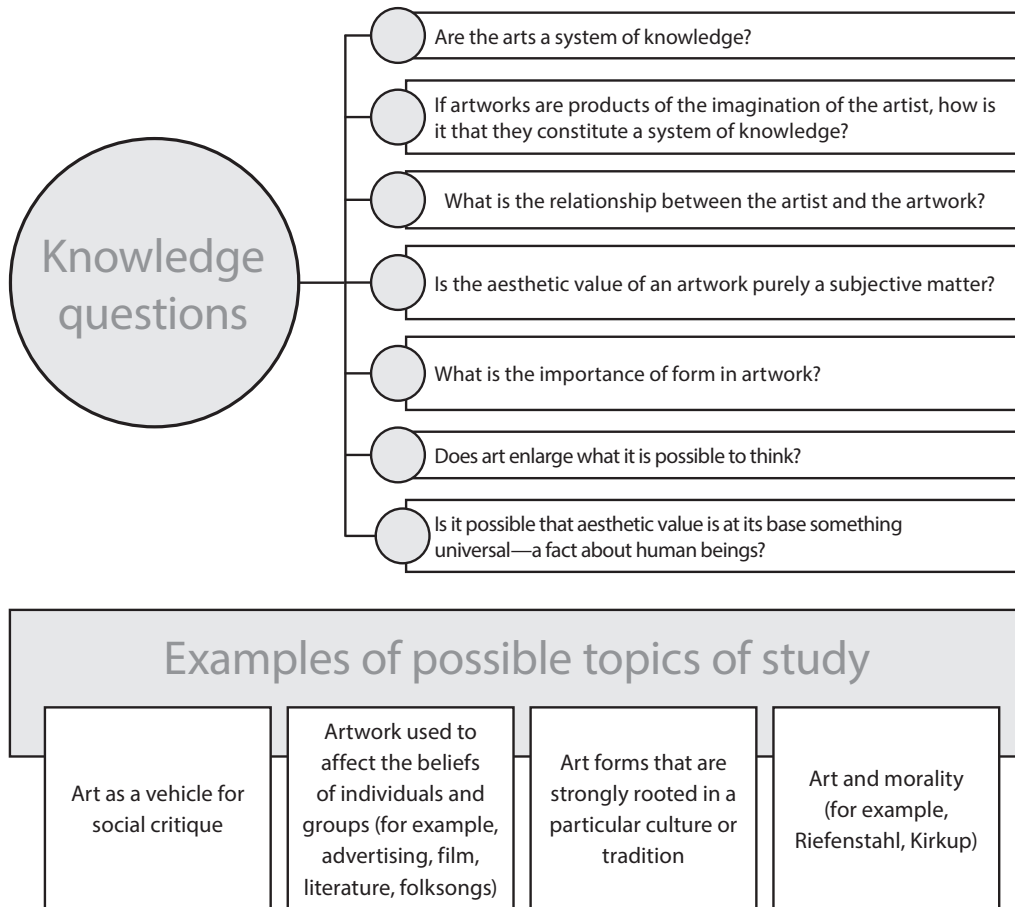 Knowledge
questions
Are the arts a system of knowledge?
If artworks are products of the imagination of the artist, how is
it that they constitute a system of knowledge?
What is the relationship between the artist and the artwork?
Is the aesthetic value of an artwork purely a subjective matter?
What is the importance of form in artwork?
Does art enlarge what it is possible to think?
Is it possible that aesthetic value is at its base something
universal—a fact about human beings?
Examples of possible topics of study
Art as a vehicle for
social critique
Artwork used to
affect the beliefs
of individuals and
groups (for example,
advertising, film,
literature, folksongs)
Art forms that are
strongly rooted in a
particular culture or
tradition
Art and morality
(for example,
Riefenstahl, Kirkup)